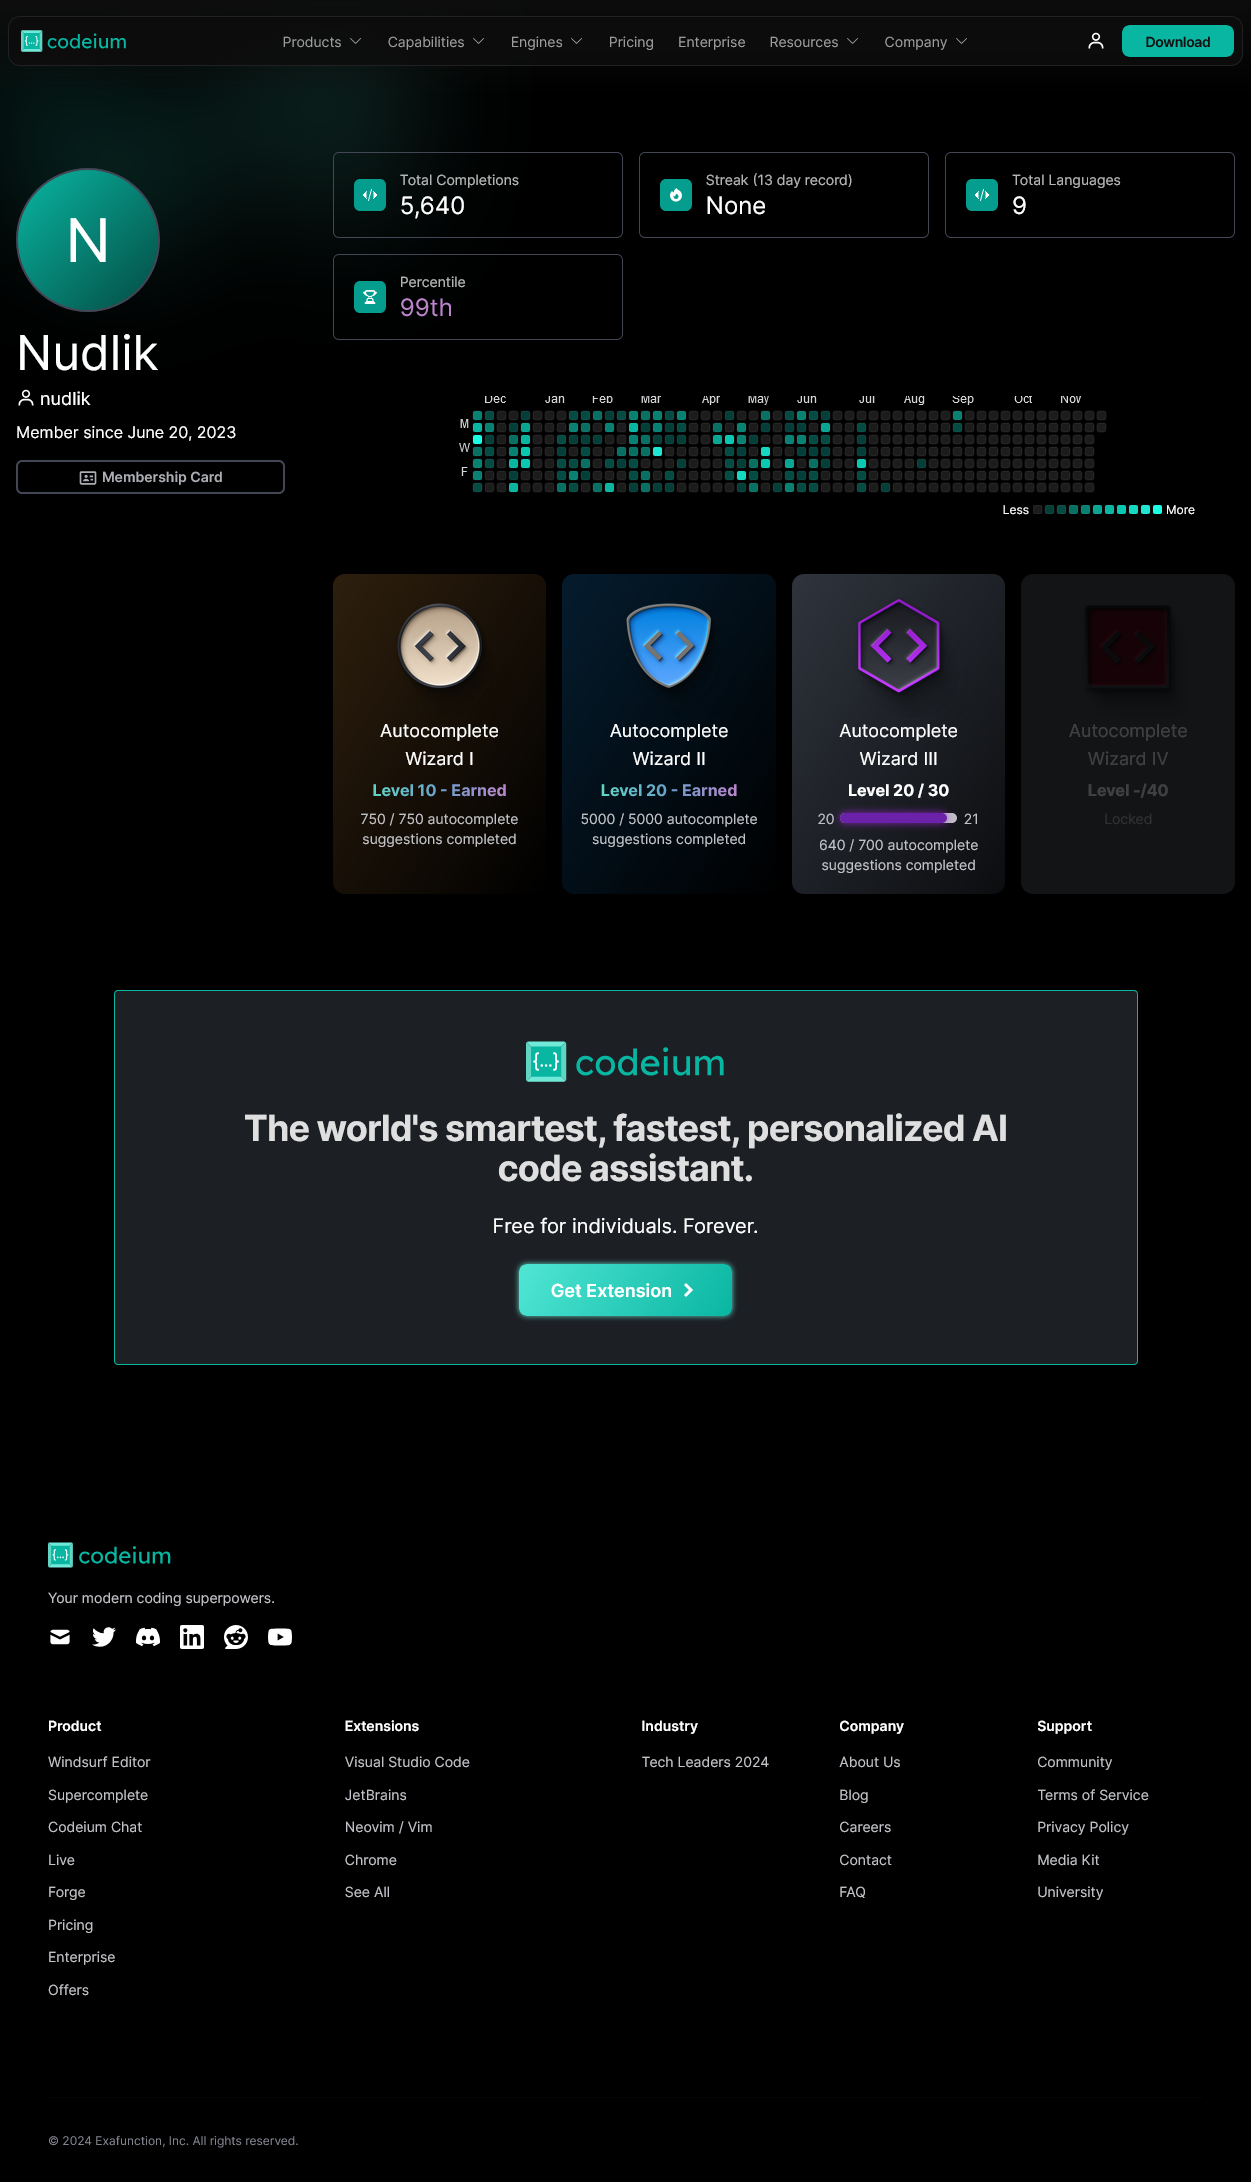 codeium
Products
Capabilities
Engines
Pricing
Enterprise
Resources
Company
Download
N
Nudlik
nudlik
Member since June 20, 2023
Membership Card
Total Completions
5,640
Streak (13 day record)
None
Total Languages
9
Percentile
99th
Dec Jan Feb Mar Apr May Jun Jul Aug Sep Oct Nov
M
W
F
Less
More
Autocomplete
Wizard I
Level 10 - Earned
750 / 750 autocomplete
suggestions completed
Autocomplete
Wizard II
Level 20 - Earned
5000 / 5000 autocomplete
suggestions completed
Autocomplete
Wizard III
Level 20 / 30
20
21
640 / 700 autocomplete
suggestions completed
Autocomplete
Wizard IV
Level -/40
Locked
{...} codeium
The world's smartest, fastest, personalized AI
code assistant.
Free for individuals. Forever.
Get Extension
codeium
Your modern coding superpowers.
Product
Windsurf Editor
Supercomplete
Codeium Chat
Live
Forge
Pricing
Enterprise
Offers
Extensions
Visual Studio Code
JetBrains
Neovim / Vim
Chrome
See All
Industry
Tech Leaders 2024
Company
About Us
Blog
Careers
Contact
FAQ
Support
Community
Terms of Service
Privacy Policy
Media Kit
University
© 2024 Exafunction, Inc. All rights reserved.